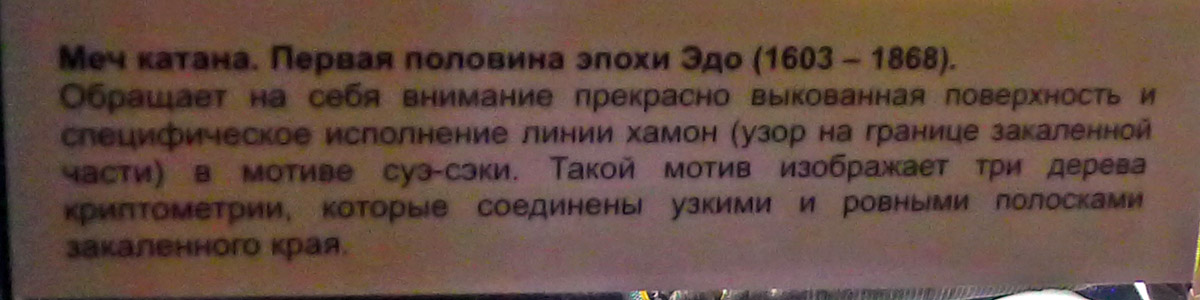 Меч катана. Первая половина эпохи Эдо (1603 – 1868).
Обращает на себя внимание прекрасно выкованная поверхность и
специфическое исполнение линии хамон (узор на границе закаленной
части) в мотиве суэ-сэки. Такой мотив изображает три дерева
криптометрии, которые соединены узкими и ровными полосками
закаленного края.